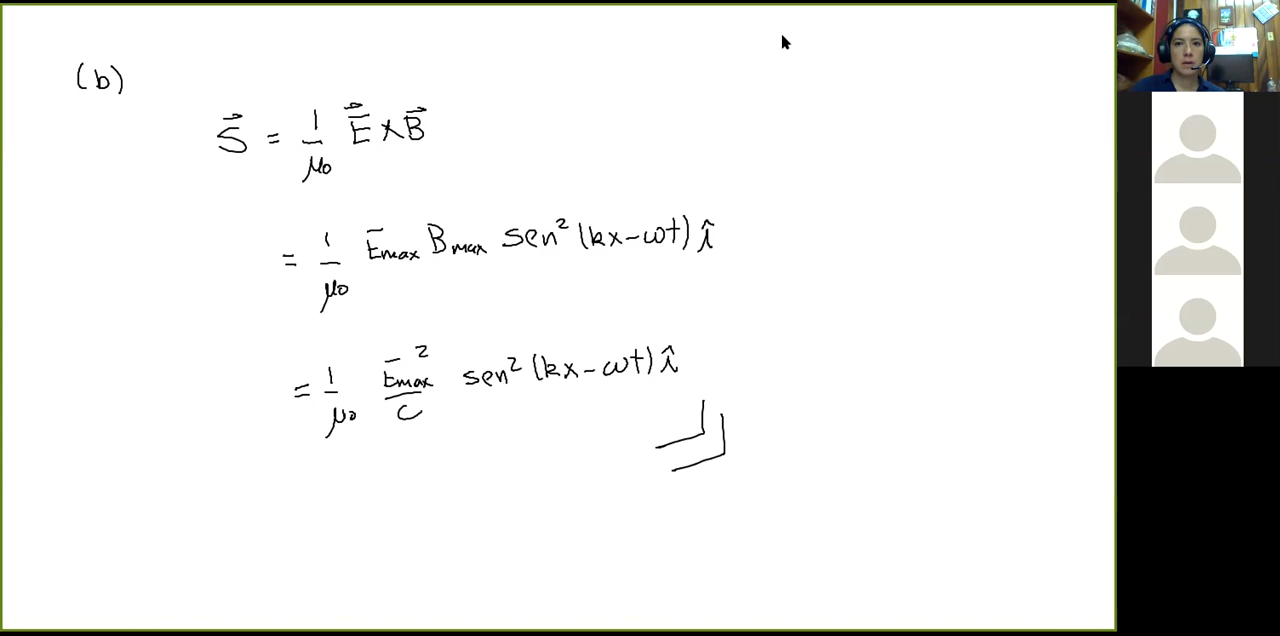 (b)
S⃗ = 1/μ₀ E⃗ × B⃗
= 1/μ₀ Emax Bmax sen² (kx-ωt) î
= 1/μ₀ Emax²/c sen² (kx-ωt) î